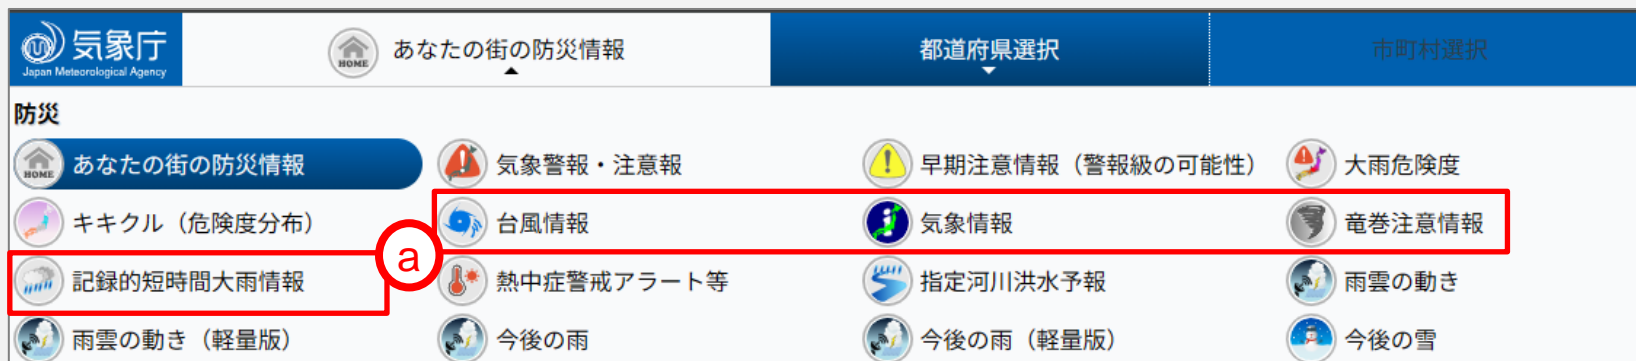 気象庁
Japan Meteorological Agency
HOME あなたの街の防災情報 都道府県選択 市町村選択
防災
HOME あなたの街の防災情報 気象警報・注意報 早期注意情報（警報級の可能性） 大雨危険度
キキクル（危険度分布） 台風情報 気象情報 竜巻注意情報
a
記録的短時間大雨情報 熱中症警戒アラート等 指定河川洪水予報 雨雲の動き
雨雲の動き（軽量版） 今後の雨 今後の雨（軽量版） 今後の雪